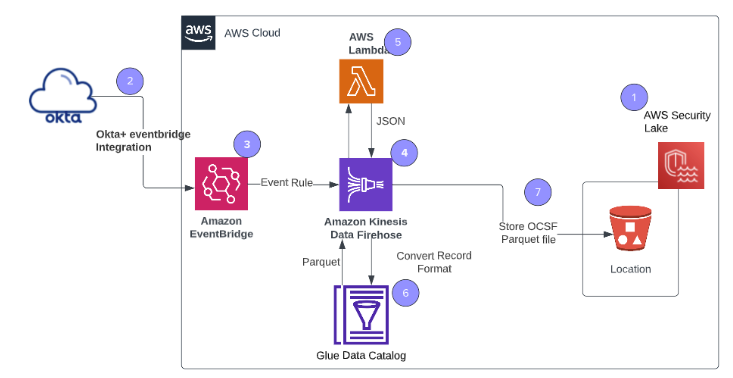 aws
AWS Cloud
AWS
Lambda
5
2
1
okta
JSON
AWS Security
Lake
Okta+ eventbridge
Integration
3
4
Event Rule
7
Amazon
EventBridge
Amazon Kinesis
Data Firehose
Store OCSF
Parquet file
Parquet
Convert Record
Format
Location
6
Glue Data Catalog